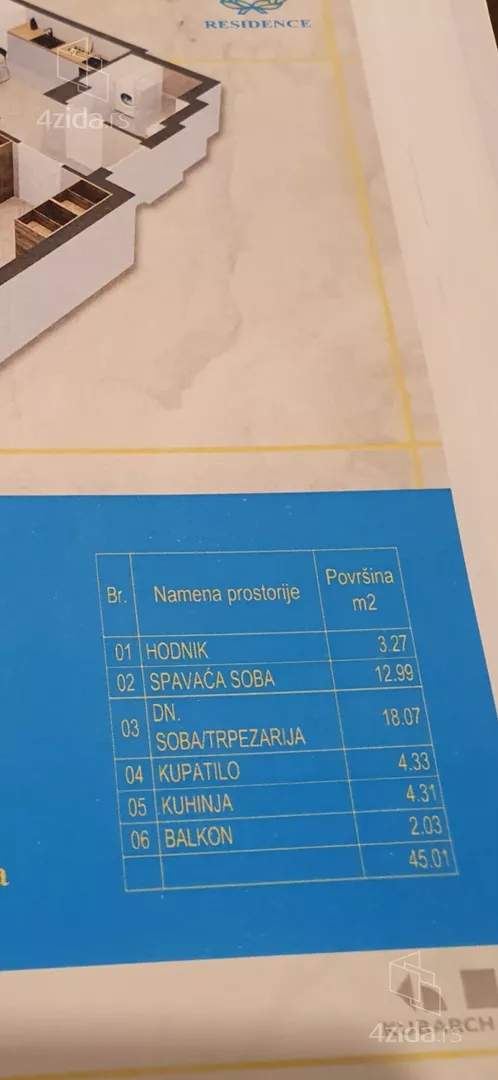 RESIDENCE
4zida.rs
Br. Namena prostorije Površina m2
01 HODNIK 3.27
02 SPAVAĆA SOBA 12.99
03 DN. SOBA/TRPEZARIJA 18.07
04 KUPATILO 4.33
05 KUHINJA 4.31
06 BALKON 2.03
45.01
a
KUBARCH
4zida.rs